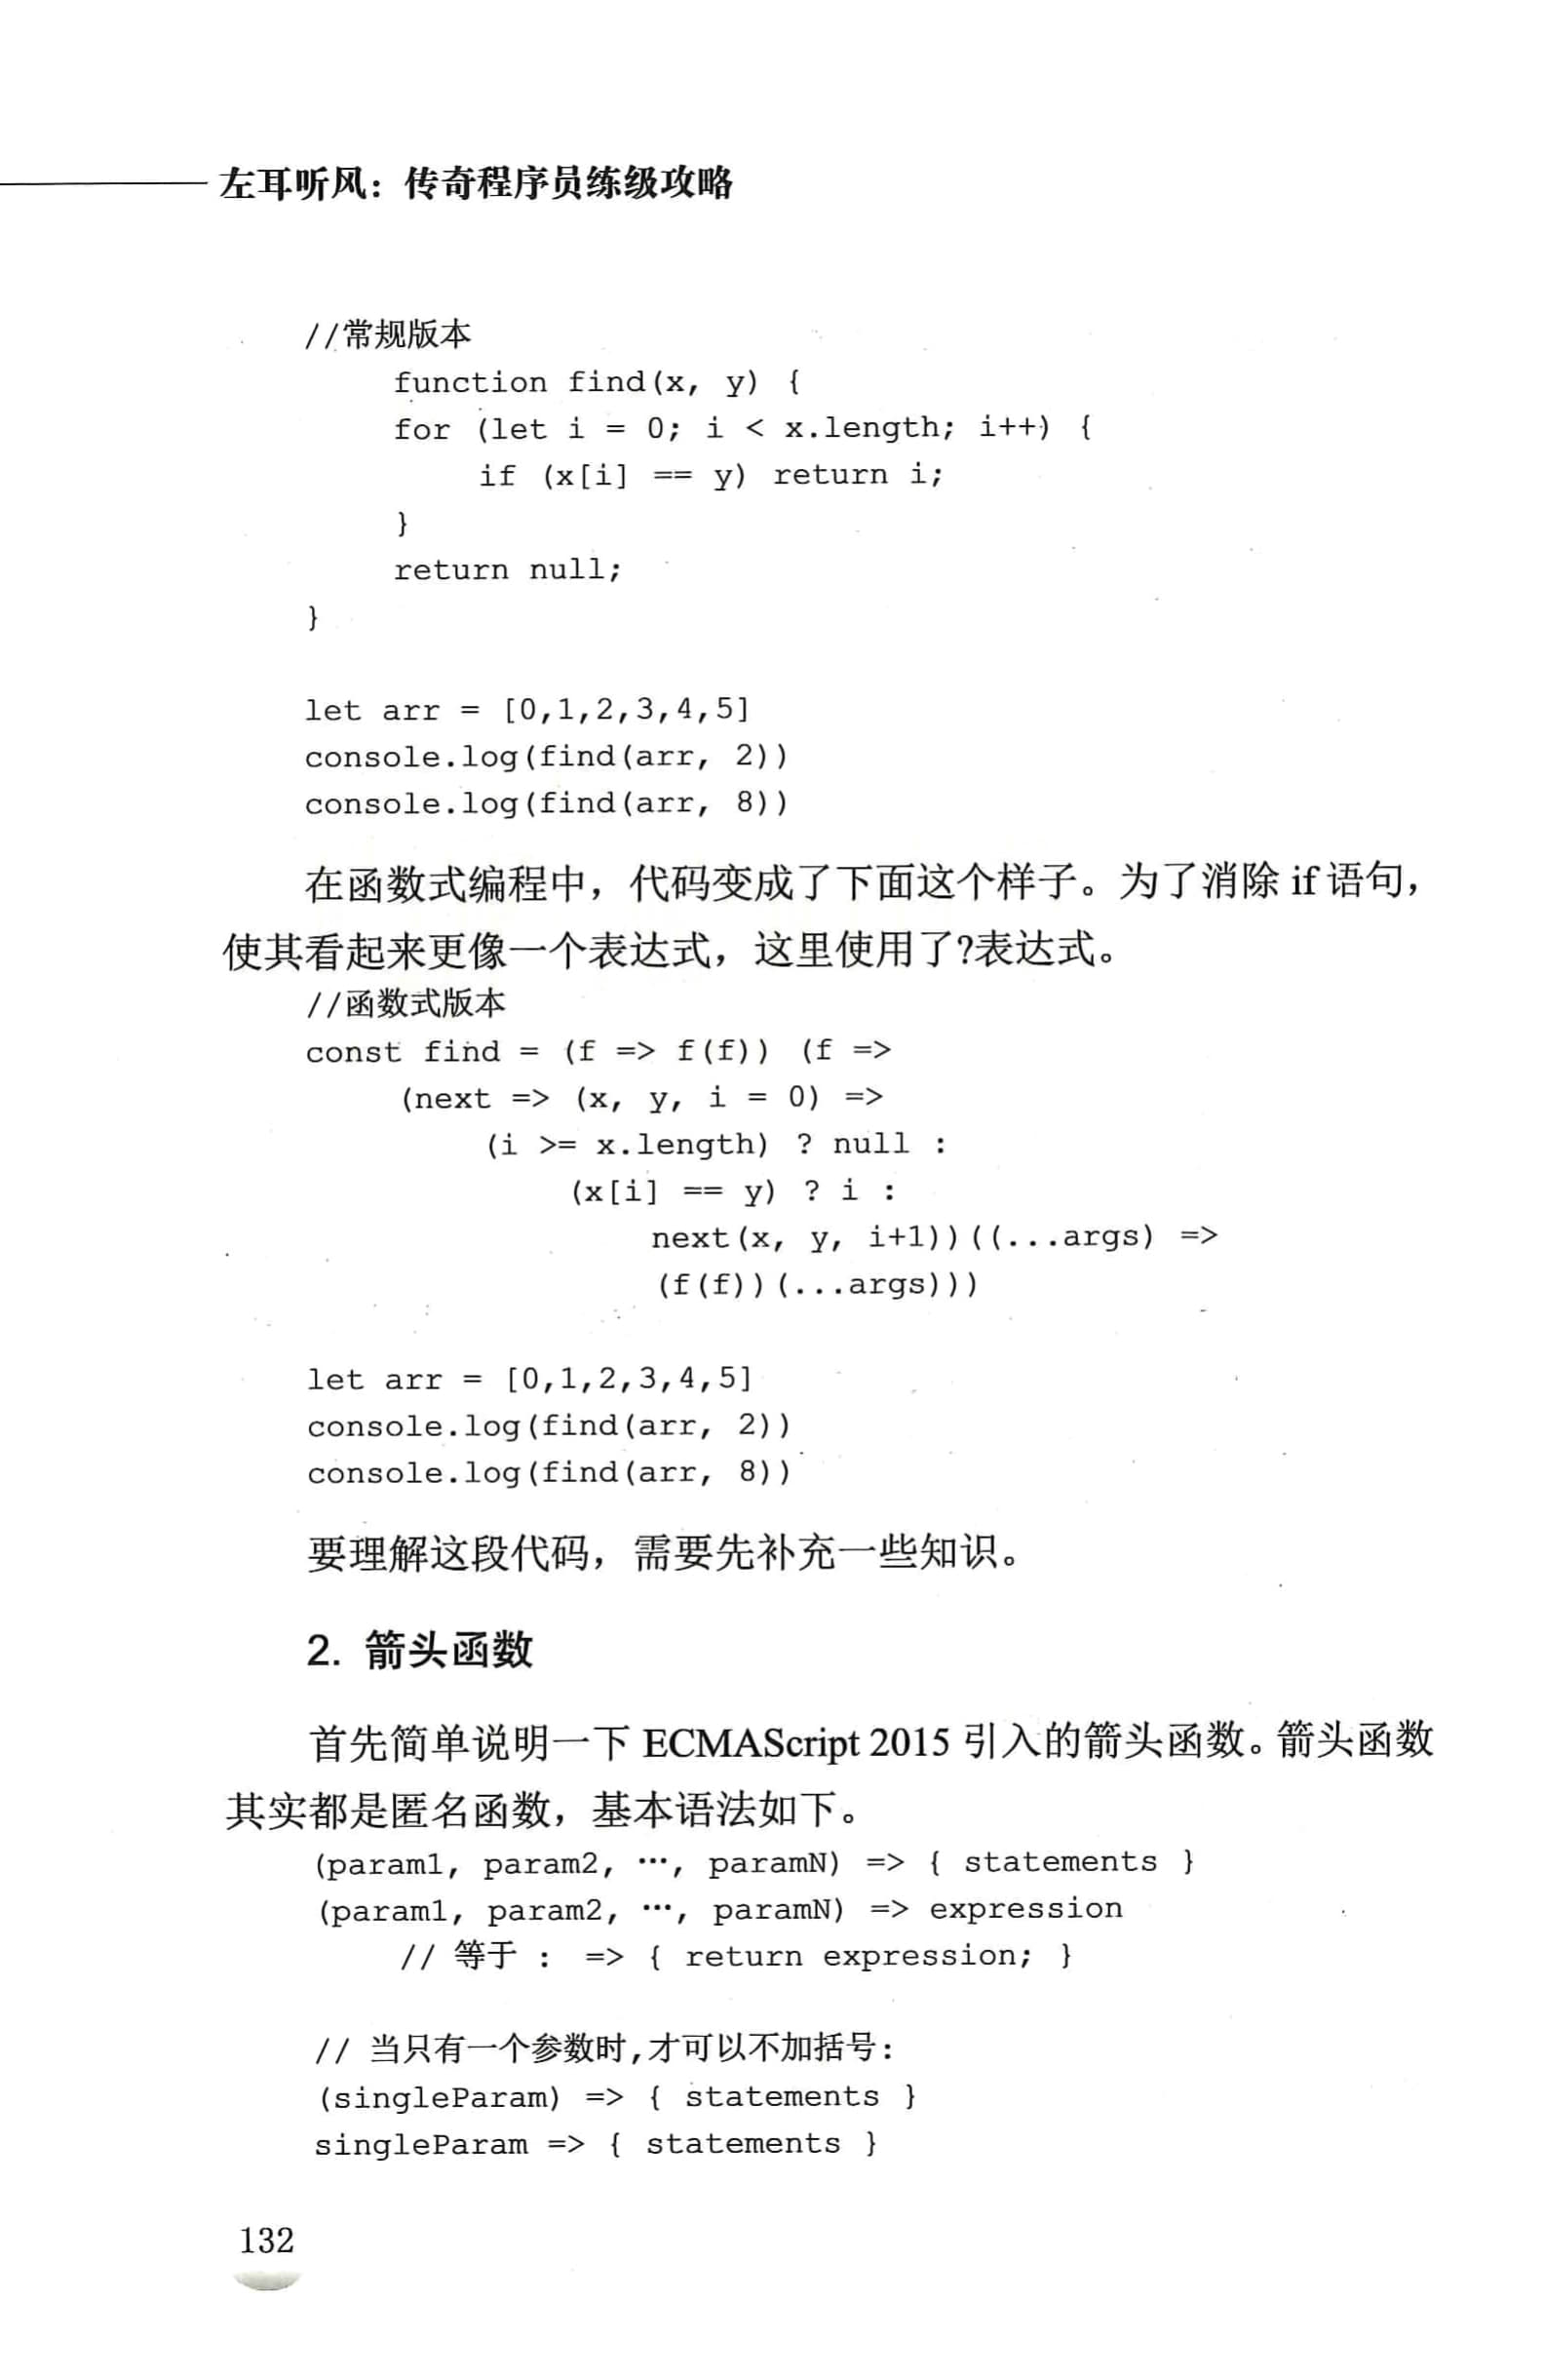 左耳听风：传奇程序员练级攻略
//常规版本
function find(x, y) {
for (let i = 0; i < x.length; i++) {
if (x[i] == y) return i;
}
return null;
}
let arr = [0,1,2,3,4,5]
console.log(find(arr, 2))
console.log(find(arr, 8))
在函数式编程中，代码变成了下面这个样子。为了消除 if 语句，
使其看起来更像一个表达式，这里使用了?表达式。
//函数式版本
const find = (f => f(f)) (f =>
(next => (x, y, i = 0) =>
(i >= x.length) ? null :
(x[i] == y) ? i :
next(x, y, i+1))((...args) =>
(f(f))(...args)))
let arr = [0,1,2,3,4,5]
console.log(find(arr, 2))
console.log(find(arr, 8))
要理解这段代码，需要先补充一些知识。
2. 箭头函数
首先简单说明一下 ECMAScript 2015 引入的箭头函数。箭头函数
其实都是匿名函数，基本语法如下。
(param1, param2, …, paramN) => { statements }
(param1, param2, …, paramN) => expression
// 等于 : => { return expression; }
// 当只有一个参数时,才可以不加括号:
(singleParam) => { statements }
singleParam => { statements }
132